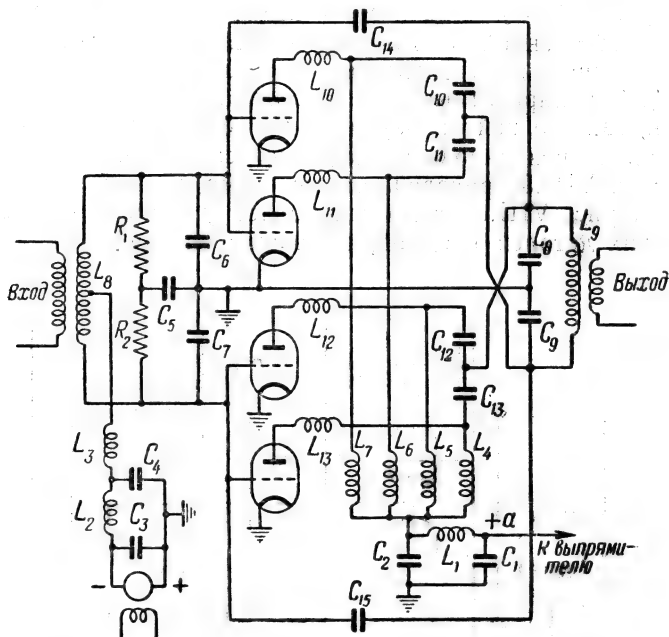 C₁₄
L₁₀
C₁₀
C₁₁
L₁₁
R₁
C₆
L₈
Вход
C₅
R₂
C₇
C₈
L₉
Выход
C₉
L₁₂
C₁₂
C₁₃
L₁₃
L₇
L₆
L₅
L₄
L₃
C₄
L₂
C₃
- +
+a
C₂
L₁
C₁
К выпрями-
телю
C₁₅